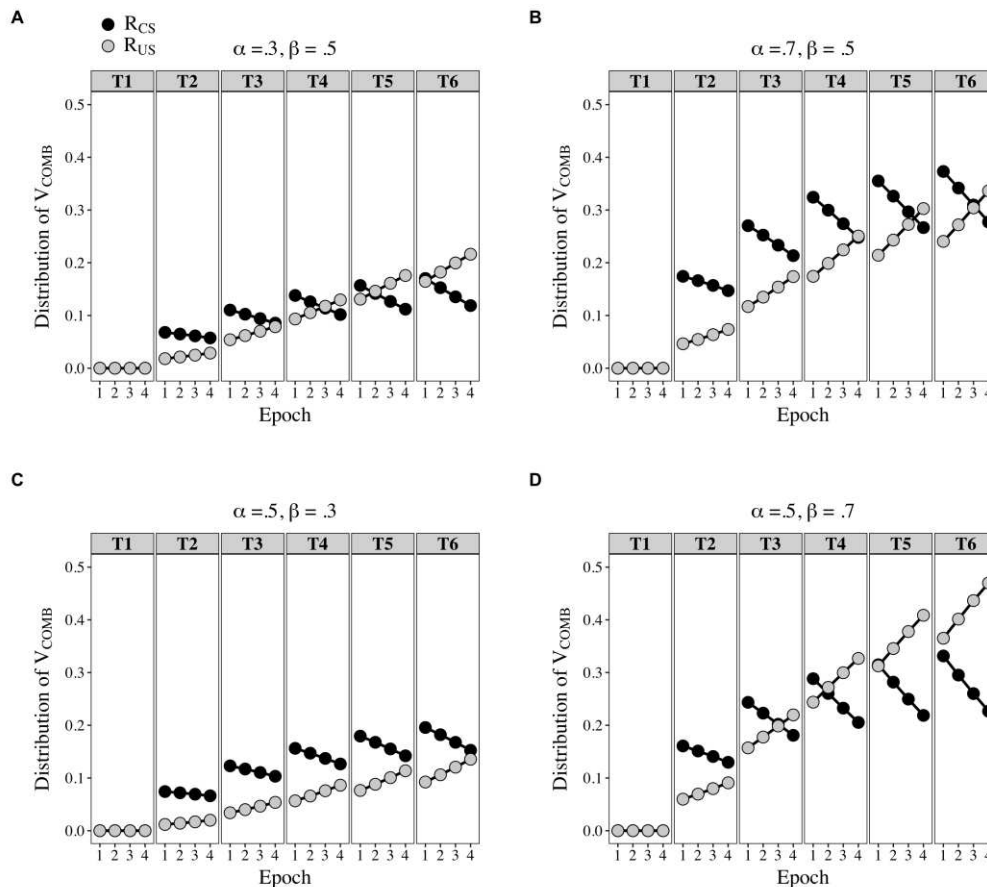 A
R_CS
R_US
α =.3, β = .5
T1 T2 T3 T4 T5 T6
0.5
0.4
0.3
0.2
0.1
0.0
Distribution of V_COMB
1 2 3 4 1 2 3 4 1 2 3 4 1 2 3 4 1 2 3 4 1 2 3 4
Epoch
B
α =.7, β = .5
T1 T2 T3 T4 T5 T6
0.5
0.4
0.3
0.2
0.1
0.0
Distribution of V_COMB
1 2 3 4 1 2 3 4 1 2 3 4 1 2 3 4 1 2 3 4 1 2 3 4
Epoch
C
α =.5, β = .3
T1 T2 T3 T4 T5 T6
0.5
0.4
0.3
0.2
0.1
0.0
Distribution of V_COMB
1 2 3 4 1 2 3 4 1 2 3 4 1 2 3 4 1 2 3 4 1 2 3 4
Epoch
D
α =.5, β = .7
T1 T2 T3 T4 T5 T6
0.5
0.4
0.3
0.2
0.1
0.0
Distribution of V_COMB
1 2 3 4 1 2 3 4 1 2 3 4 1 2 3 4 1 2 3 4 1 2 3 4
Epoch